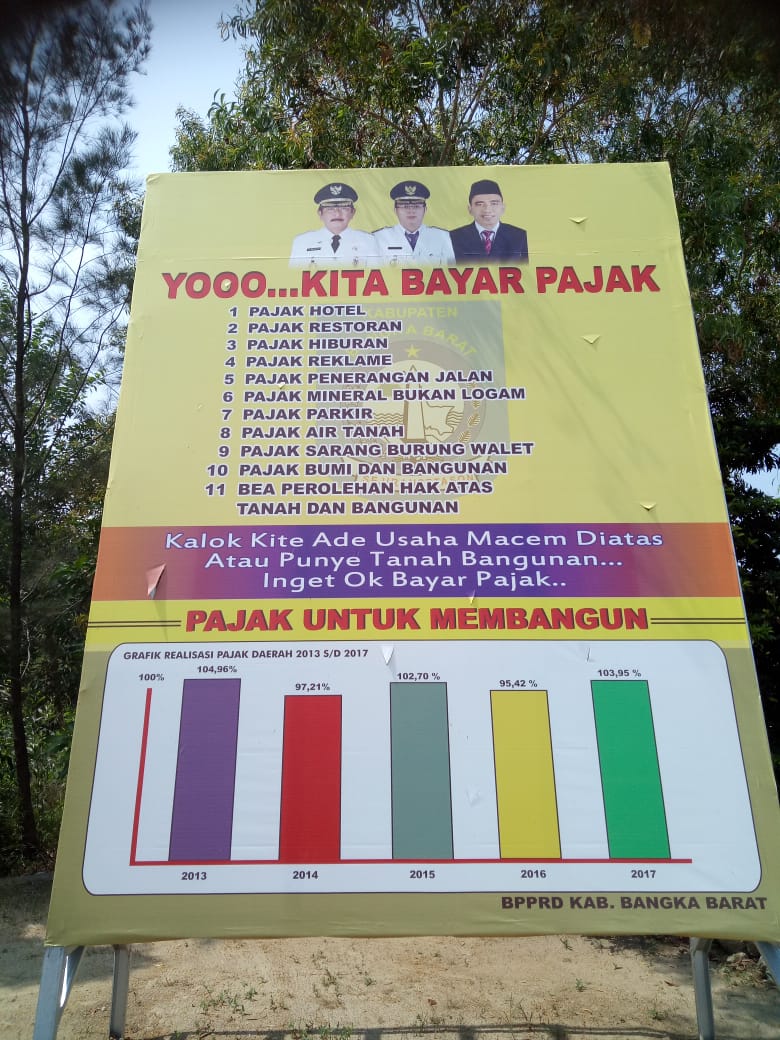 YOOO...KITA BAYAR PAJAK
1 PAJAK HOTEL
2 PAJAK RESTORAN
3 PAJAK HIBURAN
4 PAJAK REKLAME
5 PAJAK PENERANGAN JALAN
6 PAJAK MINERAL BUKAN LOGAM
7 PAJAK PARKIR
8 PAJAK AIR TANAH
9 PAJAK SARANG BURUNG WALET
10 PAJAK BUMI DAN BANGUNAN
11 BEA PEROLEHAN HAK ATAS
TANAH DAN BANGUNAN
KABUPATEN
BARAT
Kalok Kite Ade Usaha Macem Diatas
Atau Punye Tanah Bangunan...
Inget Ok Bayar Pajak..
PAJAK UNTUK MEMBANGUN
GRAFIK REALISASI PAJAK DAERAH 2013 S/D 2017
100% 104,96% 97,21% 102,70 % 95,42 % 103,95 %
2013 2014 2015 2016 2017
BPPRD KAB. BANGKA BARAT